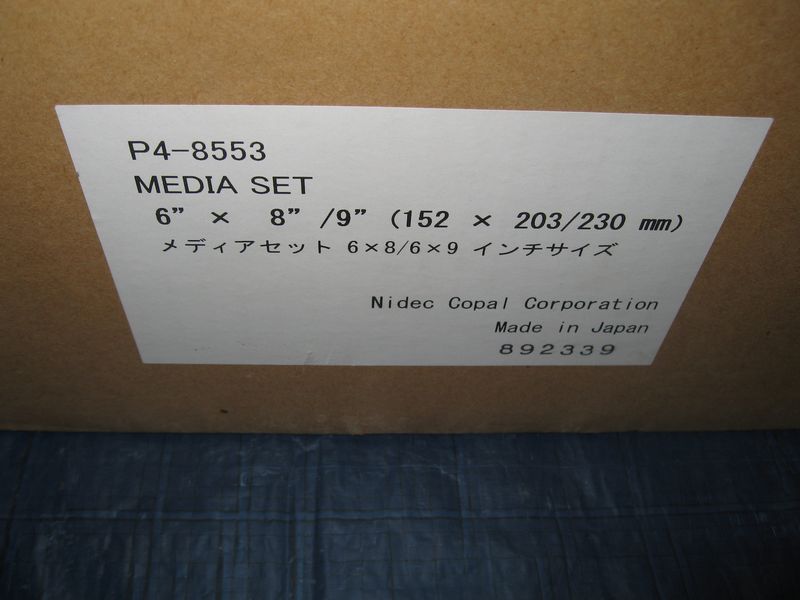 P4-8553
MEDIA SET
6” × 8” /9” (152 × 203/230 mm)
メディアセット 6×8/6×9 インチサイズ
Nidec Copal Corporation
Made in Japan
892339